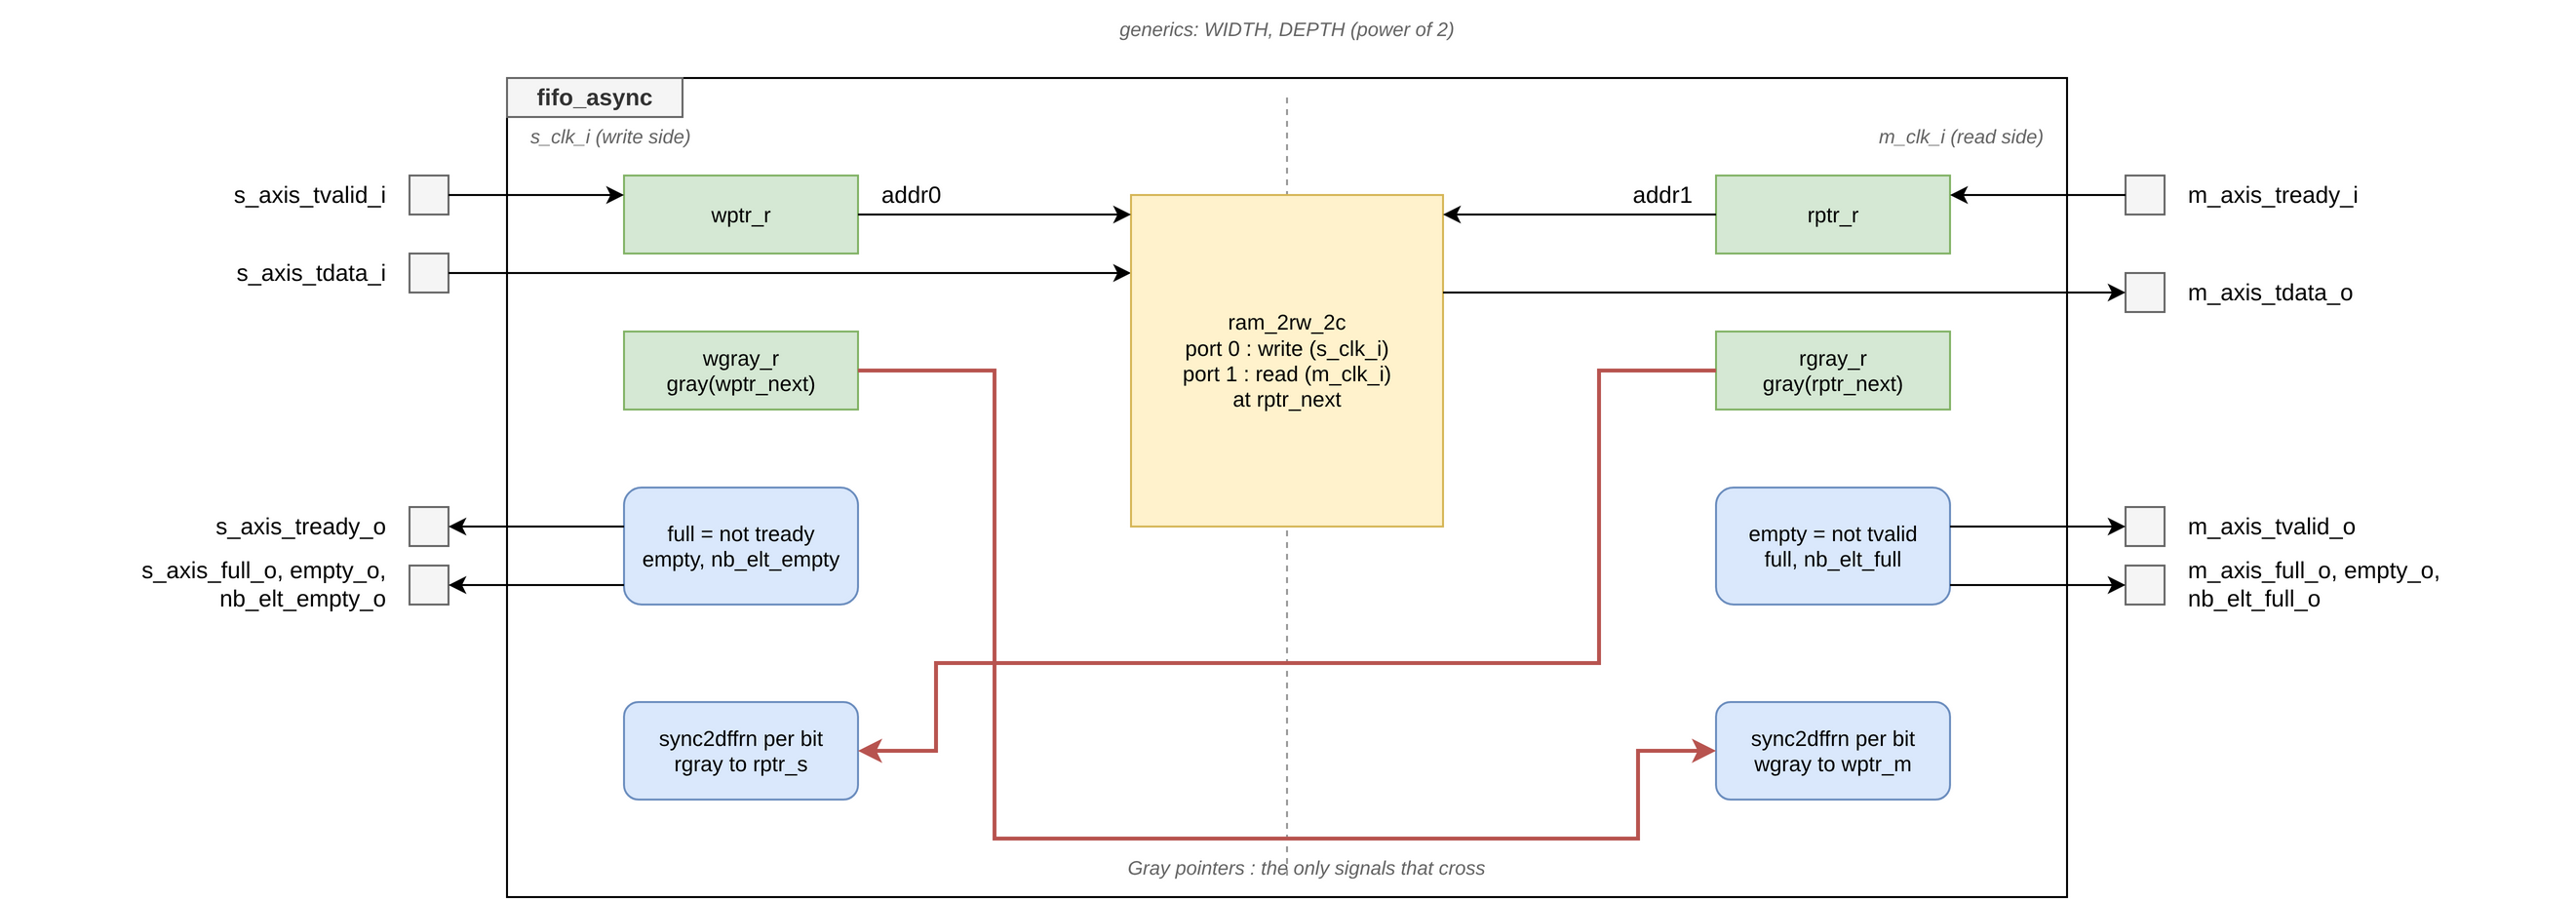 generics: WIDTH, DEPTH (power of 2)
fifo_async
s_clk_i (write side)
m_clk_i (read side)
s_axis_tvalid_i
wptr_r
addr0
addr1
rptr_r
m_axis_tready_i
s_axis_tdata_i
m_axis_tdata_o
ram_2rw_2c
port 0 : write (s_clk_i)
port 1 : read (m_clk_i)
at rptr_next
wgray_r
gray(wptr_next)
rgray_r
gray(rptr_next)
s_axis_tready_o
full = not tready
empty, nb_elt_empty
empty = not tvalid
full, nb_elt_full
m_axis_tvalid_o
s_axis_full_o, empty_o,
nb_elt_empty_o
m_axis_full_o, empty_o,
nb_elt_full_o
sync2dffrn per bit
rgray to rptr_s
sync2dffrn per bit
wgray to wptr_m
Gray pointers : the only signals that cross